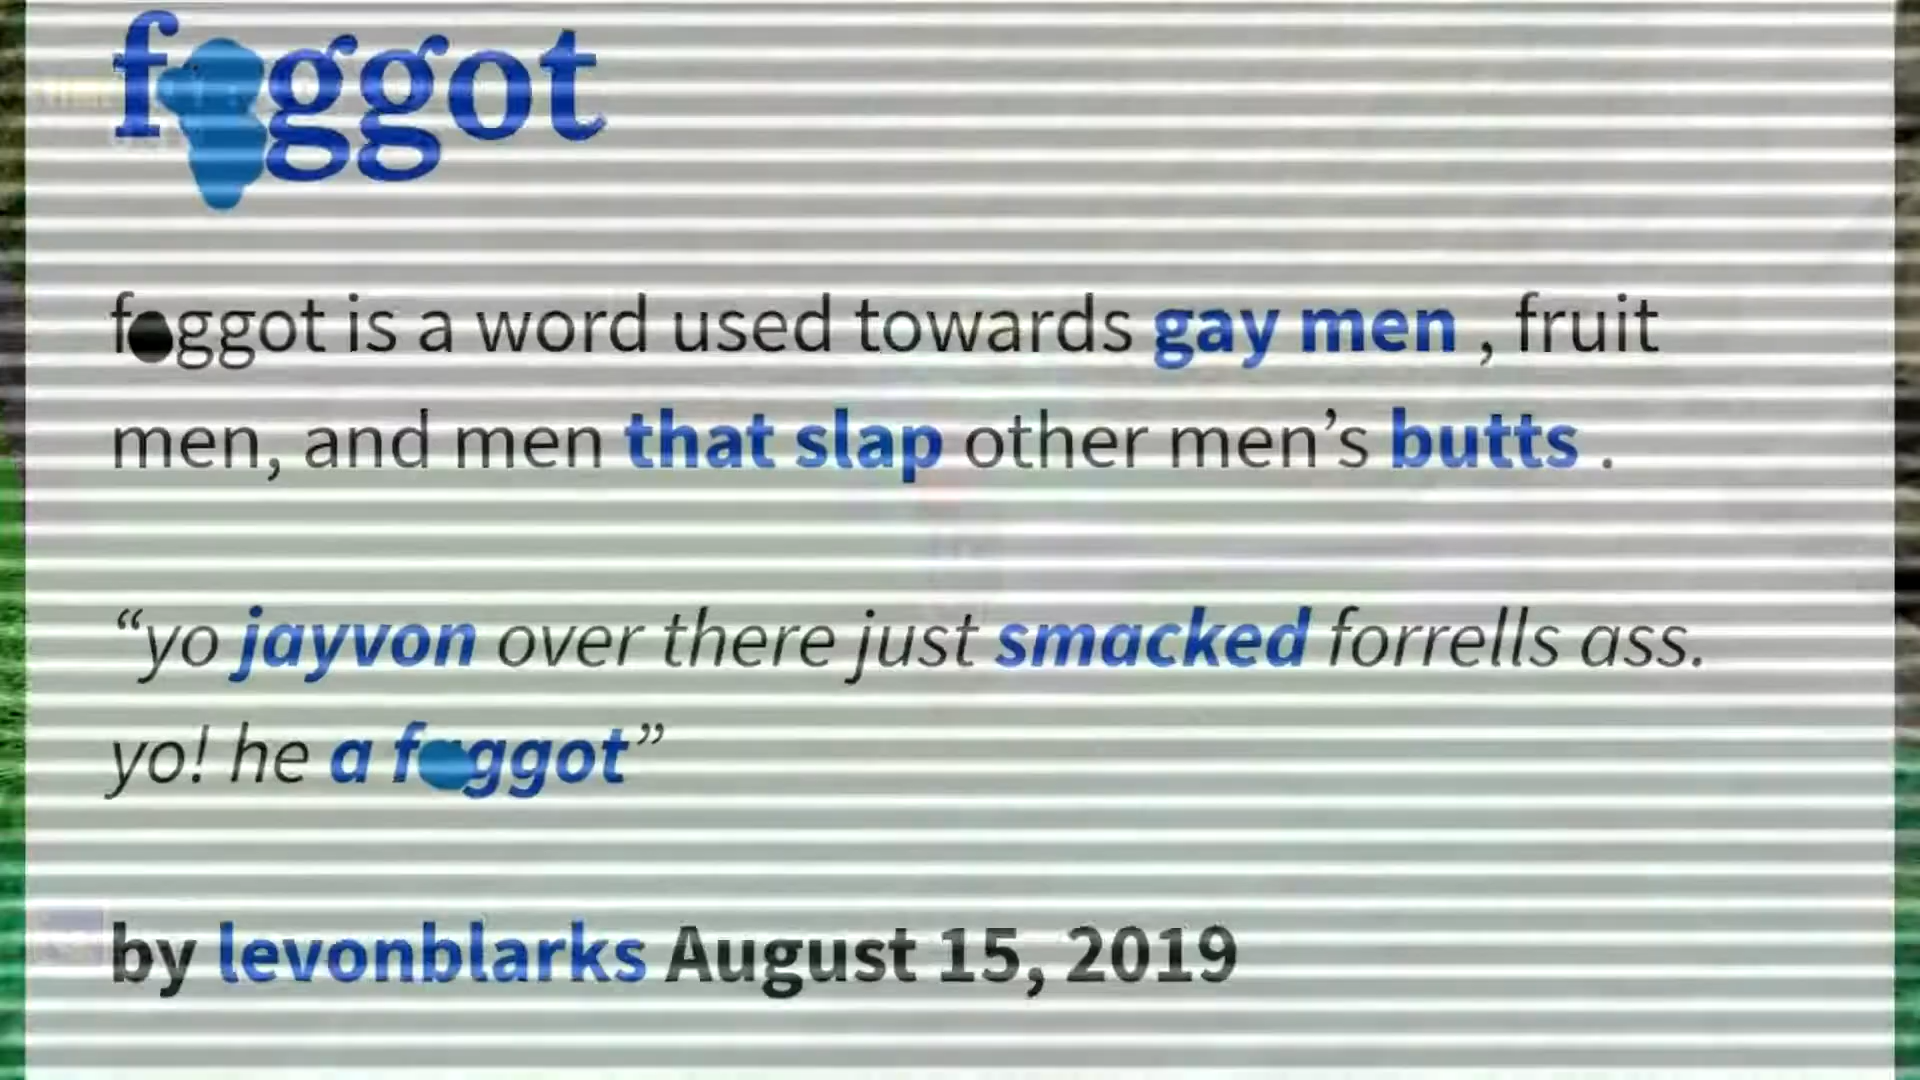 f ggot
f ggot is a word used towards gay men , fruit
men, and men that slap other men’s butts .
“yo jayvon over there just smacked forrells ass.
yo! he a f ggot”
by levonblarks August 15, 2019